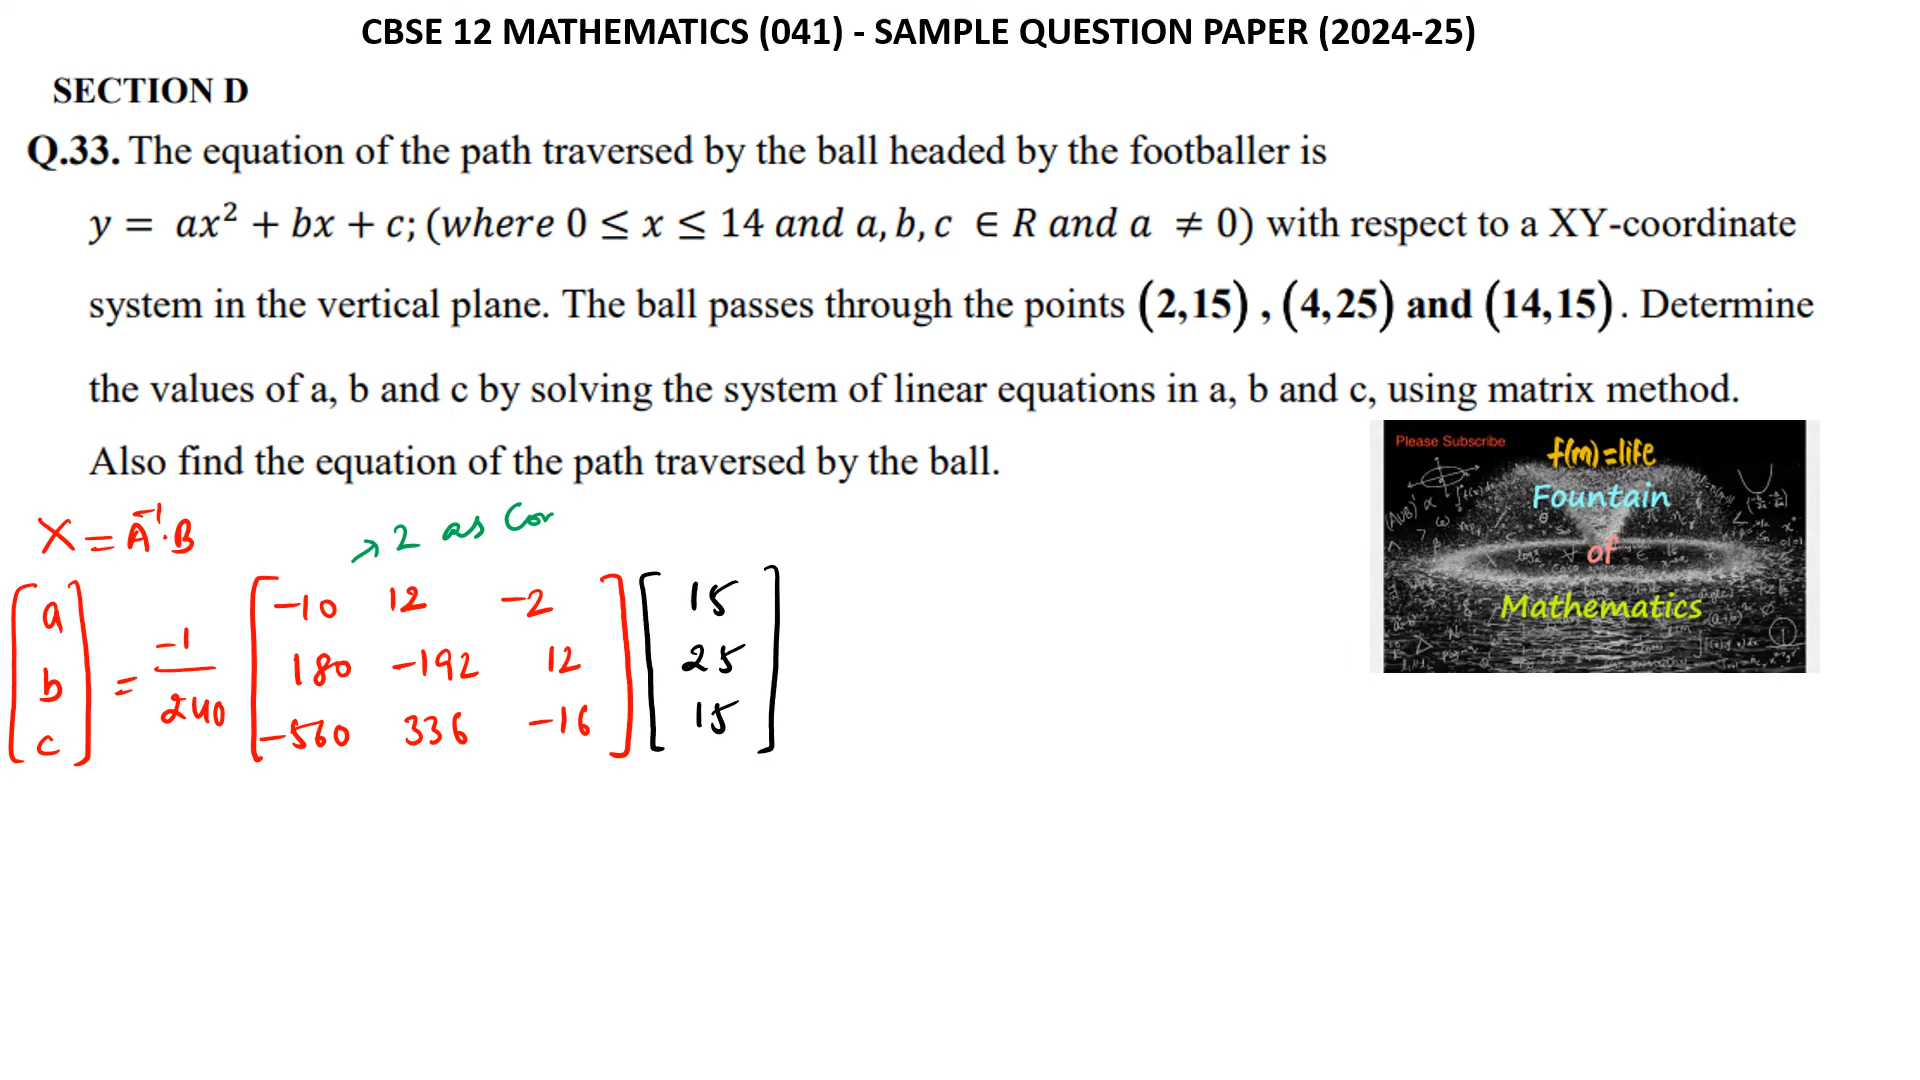 CBSE 12 MATHEMATICS (041) - SAMPLE QUESTION PAPER (2024-25)
SECTION D
Q.33. The equation of the path traversed by the ball headed by the footballer is
y = ax² + bx + c; (where 0 ≤ x ≤ 14 and a, b, c ∈ R and a ≠ 0) with respect to a XY-coordinate
system in the vertical plane. The ball passes through the points (2,15) , (4,25) and (14,15). Determine
the values of a, b and c by solving the system of linear equations in a, b and c, using matrix method.
Also find the equation of the path traversed by the ball.
Please Subscribe
f(m)=life
Fountain
of
Mathematics
X = A⁻¹·B
→ 2 as Com
[a b c] = -1/240
-10 12 -2
180 -192 12
-560 336 -16
15
25
15